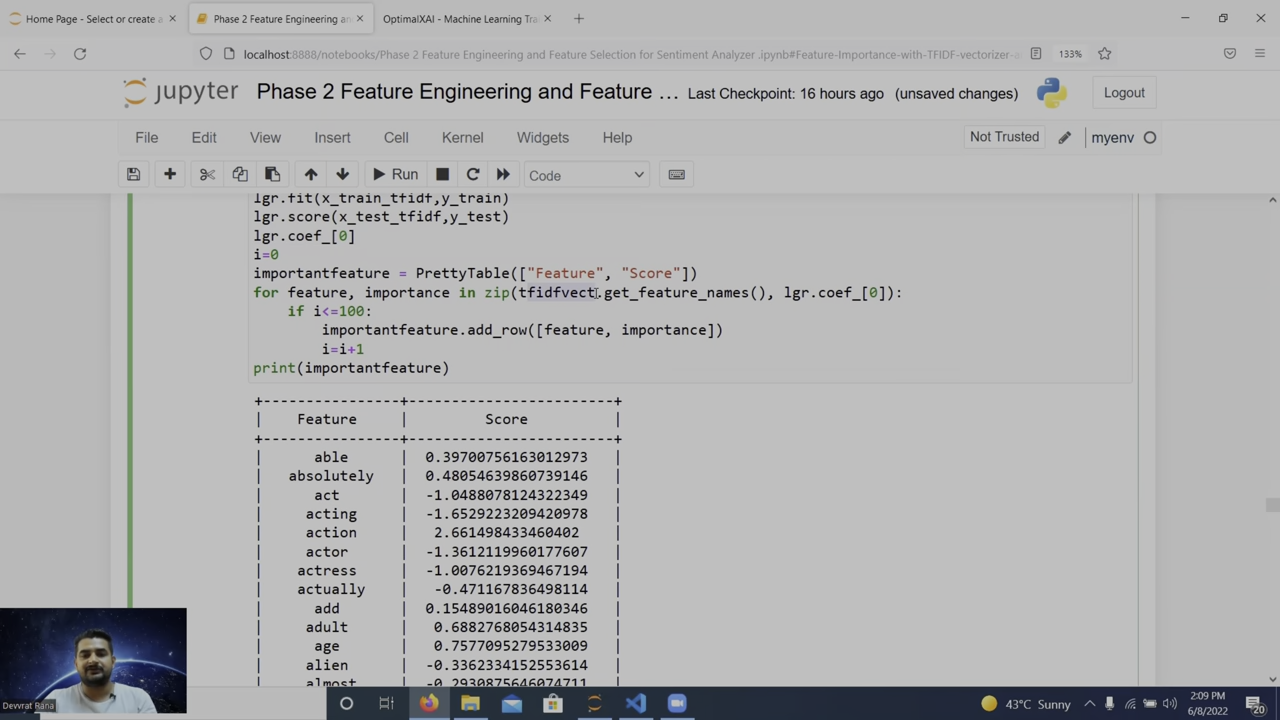 Home Page - Select or create a
Phase 2 Feature Engineering and
OptimalXAI - Machine Learning Tra
localhost:8888/notebooks/Phase 2 Feature Engineering and Feature Selection for Sentiment Analyzer .ipynb#Feature-Importance-with-TFIDF-vectorizer-a
133%
jupyter
Phase 2 Feature Engineering and Feature ...
Last Checkpoint: 16 hours ago
(unsaved changes)
Logout
File
Edit
View
Insert
Cell
Kernel
Widgets
Help
Not Trusted
myenv
Run
Code
lgr.fit(x_train_tfidf,y_train)
lgr.score(x_test_tfidf,y_test)
lgr.coef_[0]
i=0
importantfeature = PrettyTable(["Feature", "Score"])
for feature, importance in zip(tfidfvect.get_feature_names(), lgr.coef_[0]):
if i<=100:
importantfeature.add_row([feature, importance])
i=i+1
print(importantfeature)
+----------------+-----------------------+
| Feature | Score |
+----------------+-----------------------+
| able | 0.39700756163012973 |
| absolutely | 0.48054639860739146 |
| act | -1.0488078124322349 |
| acting | -1.6529223209420978 |
| action | 2.661498433460402 |
| actor | -1.3612119960177607 |
| actress | -1.0076219369467194 |
| actually | -0.471167836498114 |
| add | 0.15489016046180346 |
| adult | 0.6882768054314835 |
| age | 0.7577095279533009 |
| alien | -0.3362334152553614 |
| almost | -0.2930875646074711 |
Devvrat Rana
43°C Sunny
2:09 PM
6/8/2022
20